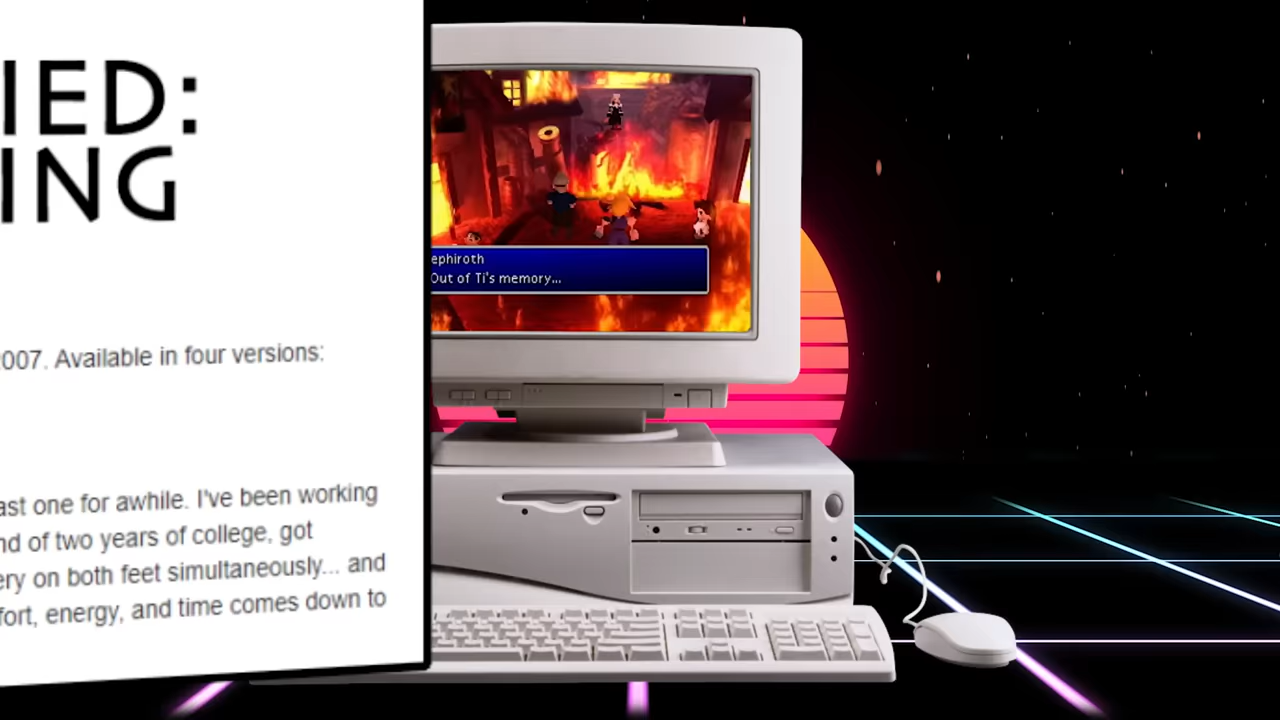 IED:
ING
2007. Available in four versions:
ast one for awhile. I've been working
nd of two years of college, got
ery on both feet simultaneously... and
fort, energy, and time comes down to
ephiroth
Out of Ti's memory...